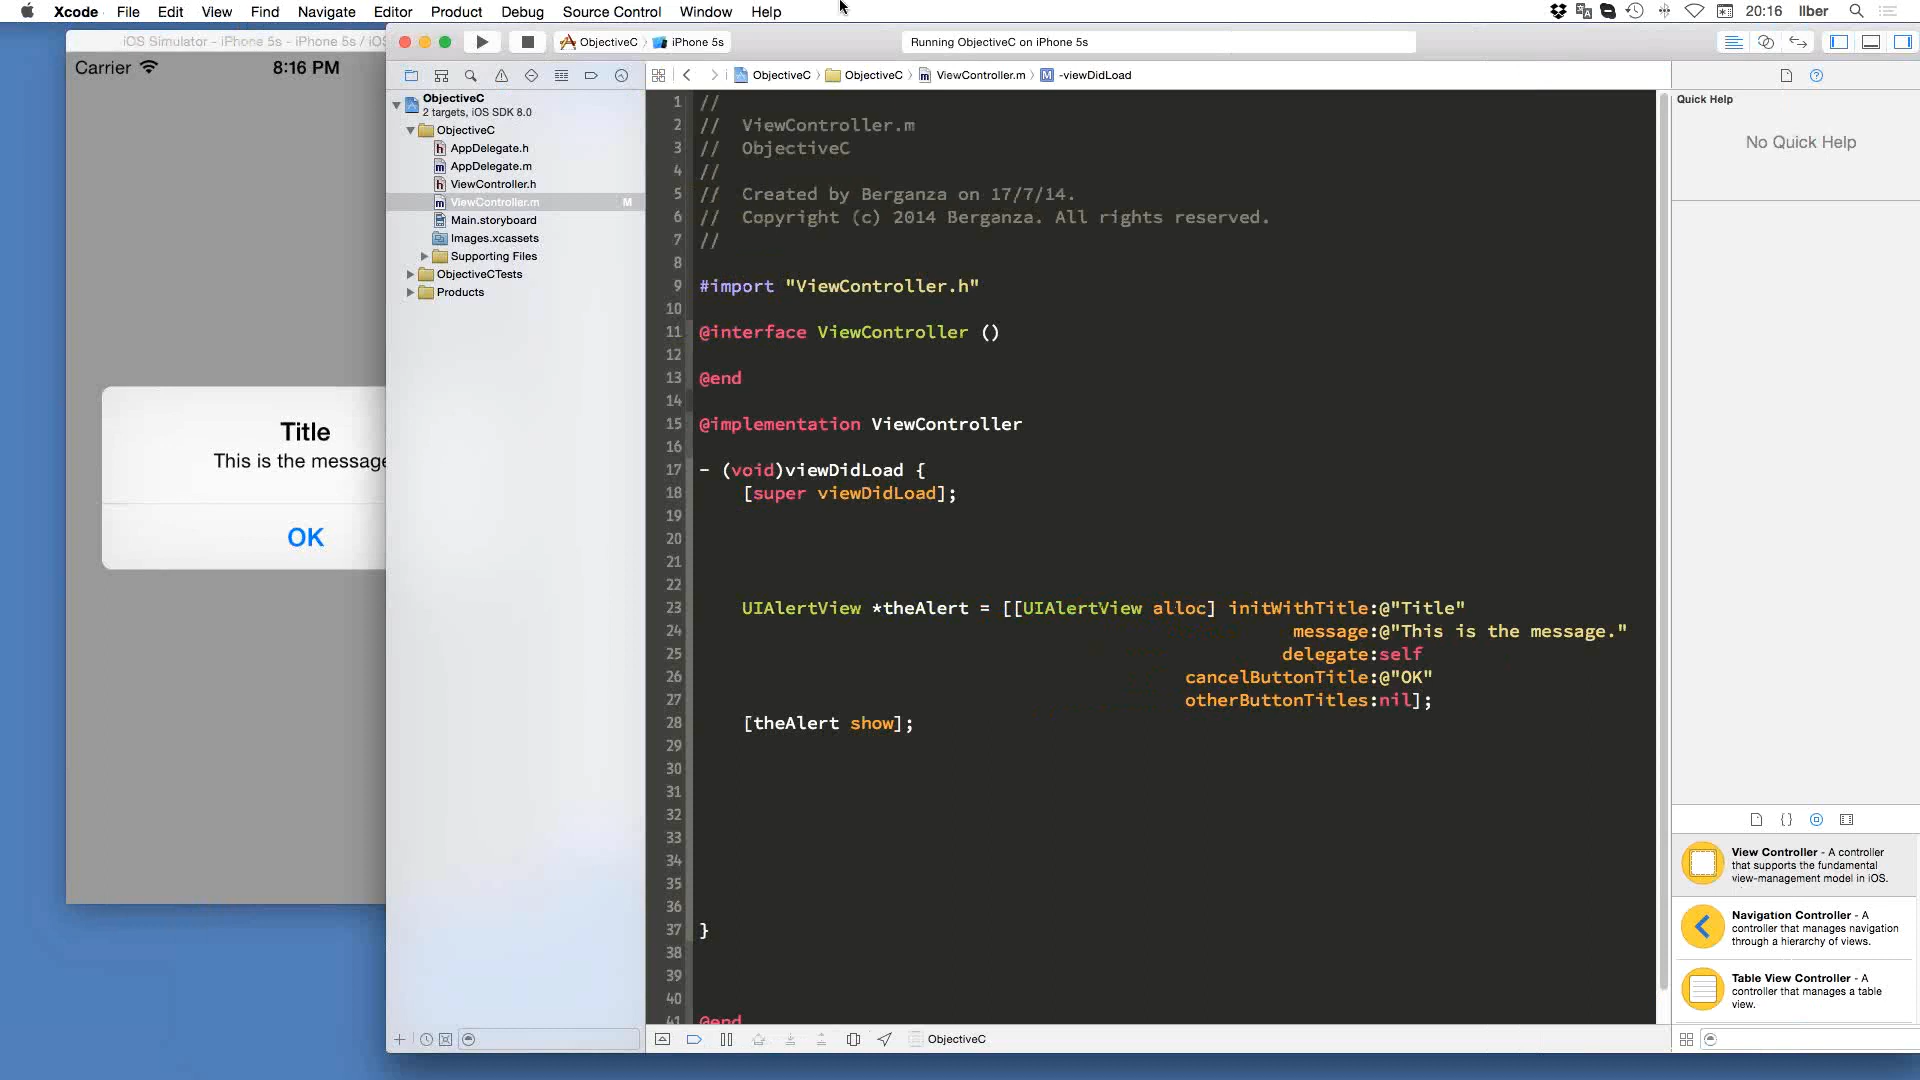 Xcode File Edit View Find Navigate Editor Product Debug Source Control Window Help
20:16 Ilber
iOS Simulator - iPhone 5s - iPhone 5s / iOS
Carrier 8:16 PM
Title
This is the message
OK
ObjectiveC iPhone 5s
Running ObjectiveC on iPhone 5s
ObjectiveC
2 targets, iOS SDK 8.0
ObjectiveC
AppDelegate.h
AppDelegate.m
ViewController.h
ViewController.m M
Main.storyboard
Images.xcassets
Supporting Files
ObjectiveCTests
Products
ObjectiveC ObjectiveC ViewController.m M -viewDidLoad
1 //
2 //  ViewController.m
3 //  ObjectiveC
4 //
5 //  Created by Berganza on 17/7/14.
6 //  Copyright (c) 2014 Berganza. All rights reserved.
7 //
8
9 #import "ViewController.h"
10
11 @interface ViewController ()
12
13 @end
14
15 @implementation ViewController
16
17 - (void)viewDidLoad {
18 [super viewDidLoad];
19
20
21
22
23 UIAlertView *theAlert = [[UIAlertView alloc] initWithTitle:@"Title"
24 message:@"This is the message."
25 delegate:self
26 cancelButtonTitle:@"OK"
27 otherButtonTitles:nil];
28 [theAlert show];
29
30
31
32
33
34
35
36
37 }
38
39
40
41 @end
ObjectiveC
Quick Help
No Quick Help
View Controller - A controller
that supports the fundamental
view-management model in iOS.
Navigation Controller - A
controller that manages navigation
through a hierarchy of views.
Table View Controller - A
controller that manages a table
view.